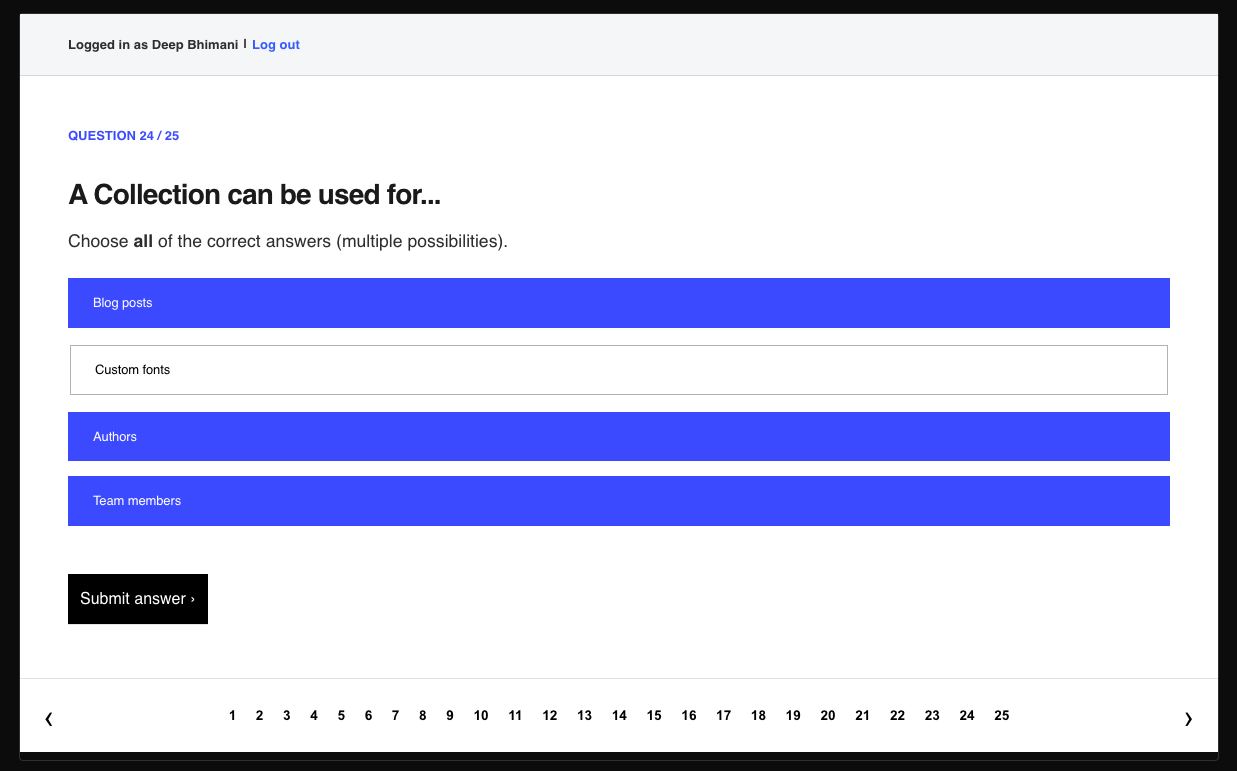 Logged in as Deep Bhimani | Log out
QUESTION 24 / 25
A Collection can be used for...
Choose all of the correct answers (multiple possibilities).
Blog posts
Custom fonts
Authors
Team members
Submit answer ›
‹ 1 2 3 4 5 6 7 8 9 10 11 12 13 14 15 16 17 18 19 20 21 22 23 24 25 ›